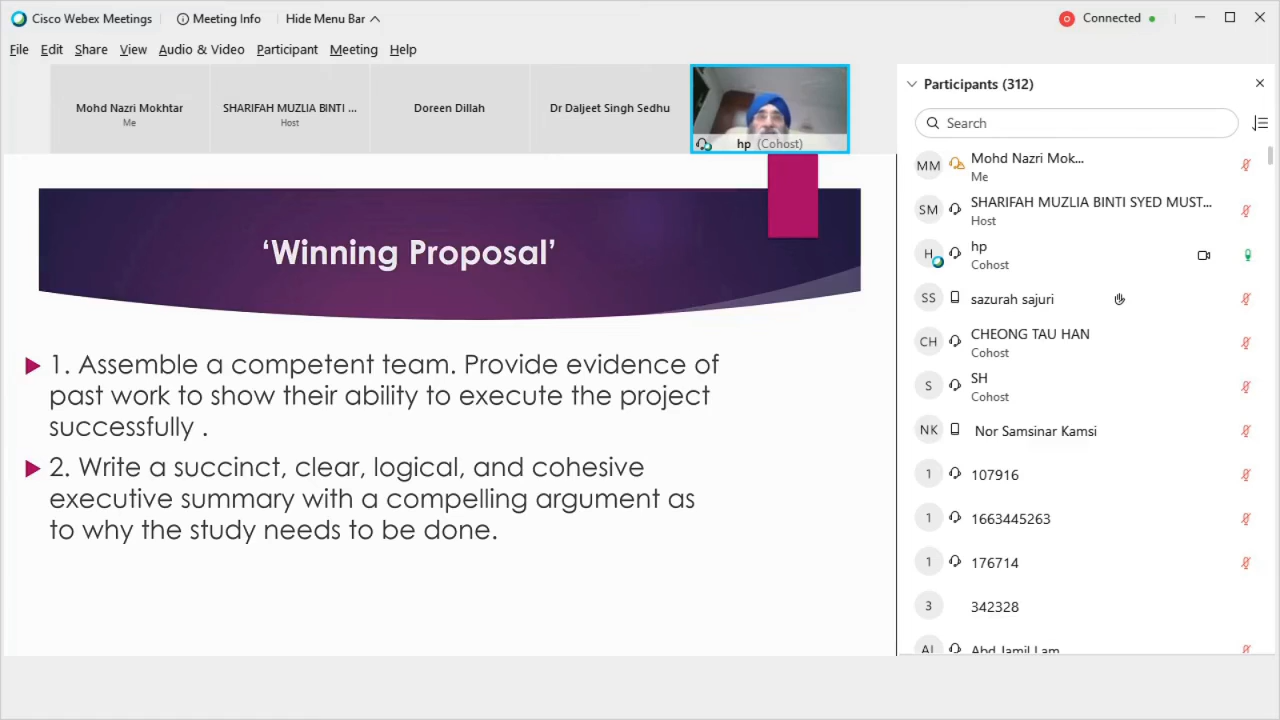 Cisco Webex Meetings
Meeting Info
Hide Menu Bar
Connected
File Edit Share View Audio & Video Participant Meeting Help
Mohd Nazri Mokhtar
Me
SHARIFAH MUZLIA BINTI ...
Host
Doreen Dillah
Dr Daljeet Singh Sedhu
hp (Cohost)
‘Winning Proposal’
1. Assemble a competent team. Provide evidence of
past work to show their ability to execute the project
successfully .
2. Write a succinct, clear, logical, and cohesive
executive summary with a compelling argument as
to why the study needs to be done.
Participants (312)
Search
MM Mohd Nazri Mok...
Me
SM SHARIFAH MUZLIA BINTI SYED MUST...
Host
H hp
Cohost
SS sazurah sajuri
CH CHEONG TAU HAN
Cohost
S SH
Cohost
NK Nor Samsinar Kamsi
1 107916
1 1663445263
1 176714
3 342328
AL Abd Jamil Lam